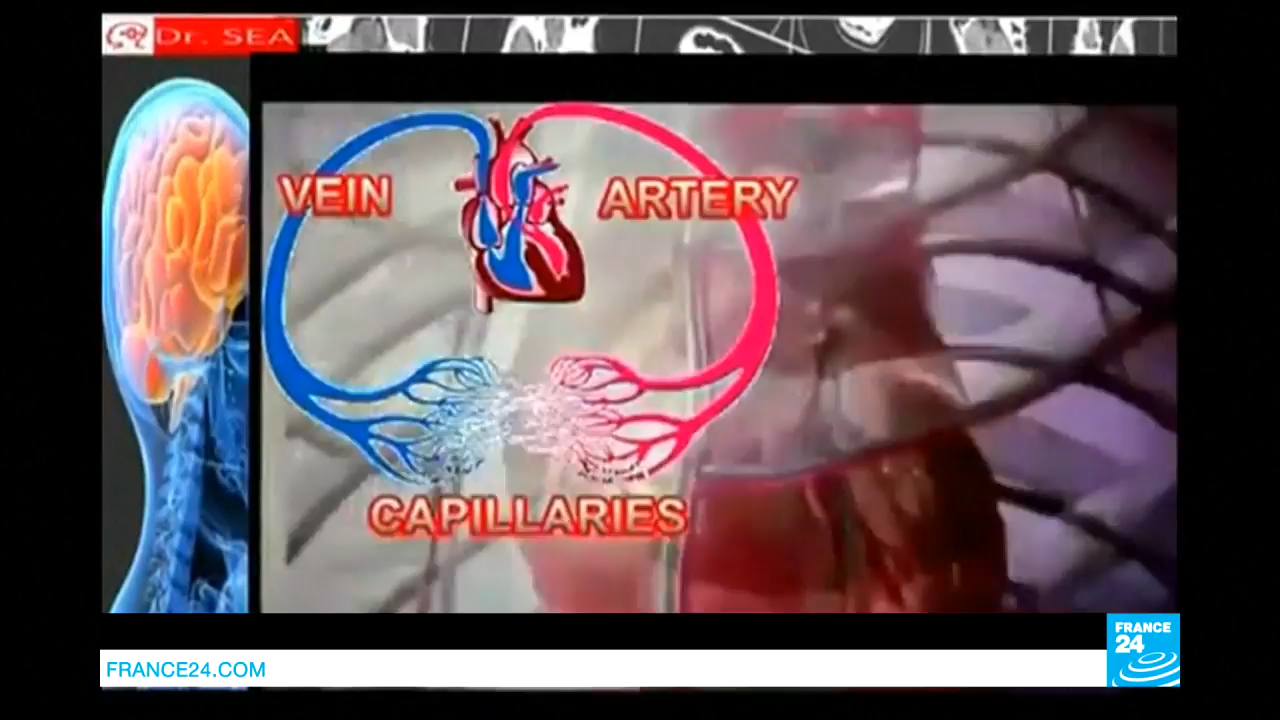 Dr. SEA
VEIN
ARTERY
CAPILLARIES
FRANCE
24
FRANCE24.COM